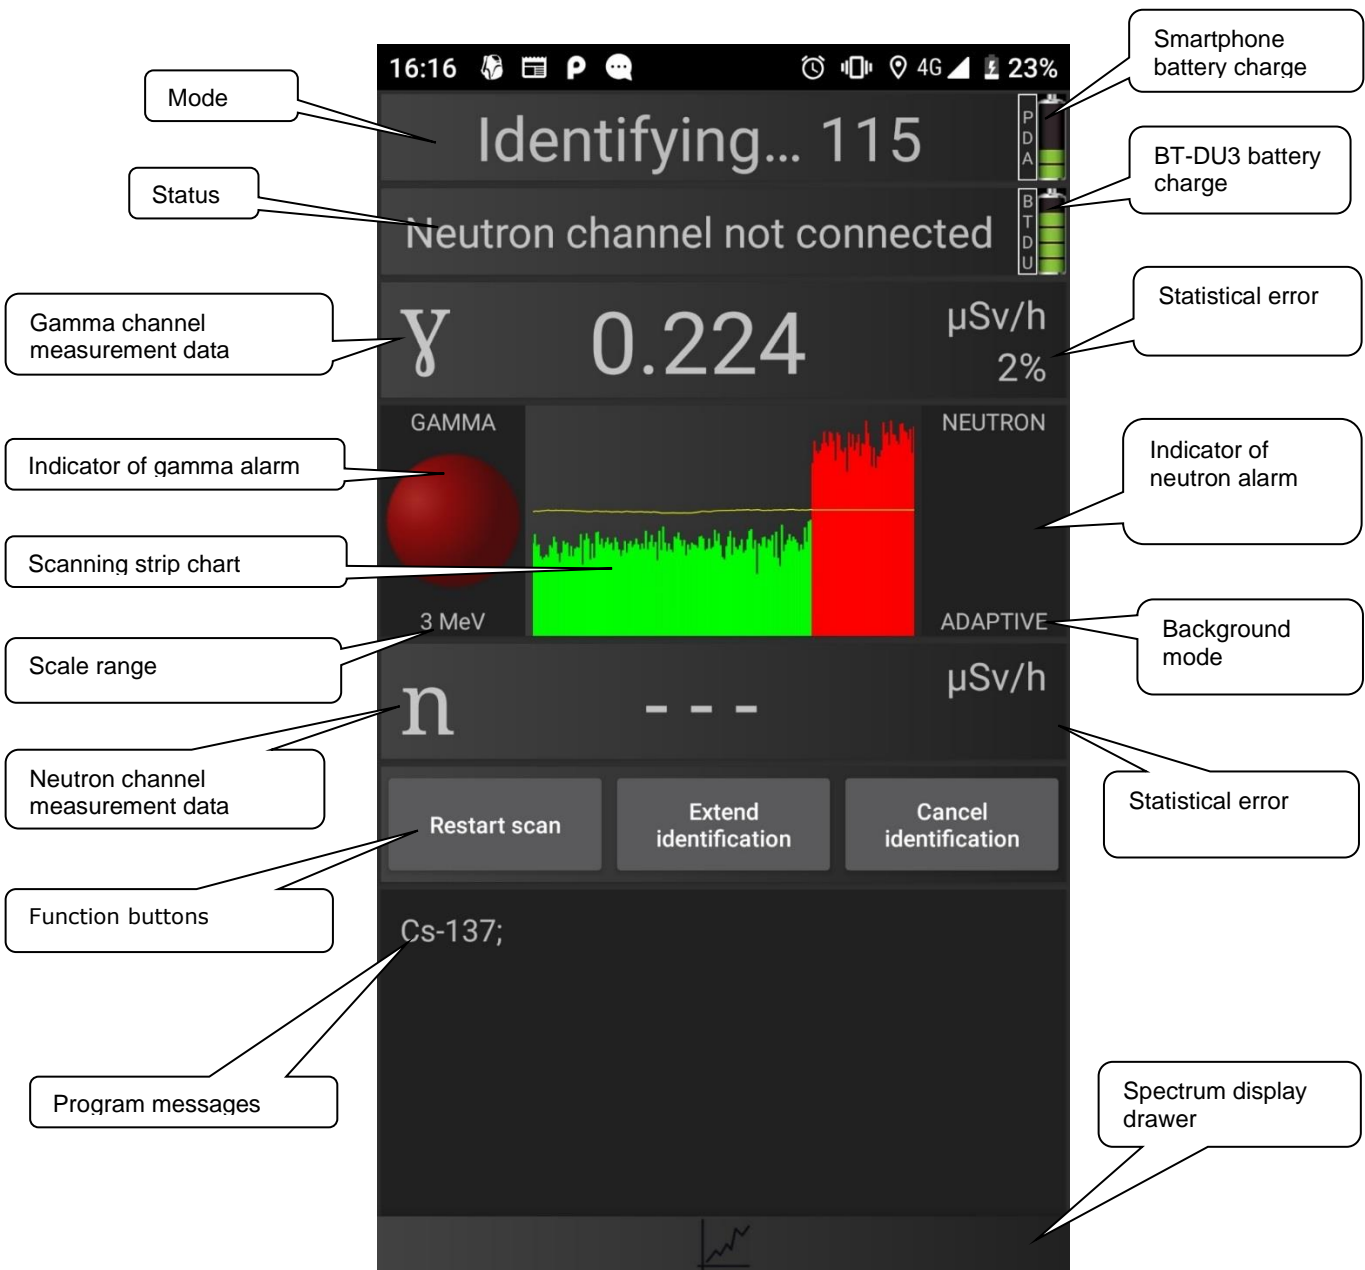 Smartphone
battery charge
16:16
4G
23%
Mode
Identifying... 115
PDA
BT-DU3 battery
charge
Status
Neutron channel not connected
BTDU
Gamma channel
measurement data
γ
0.224
µSv/h
2%
Statistical error
GAMMA
NEUTRON
Indicator of gamma alarm
Indicator of
neutron alarm
Scanning strip chart
3 MeV
ADAPTIVE
Background
mode
Scale range
n
- - -
µSv/h
Neutron channel
measurement data
Statistical error
Restart scan
Extend
identification
Cancel
identification
Function buttons
Cs-137;
Program messages
Spectrum display
drawer